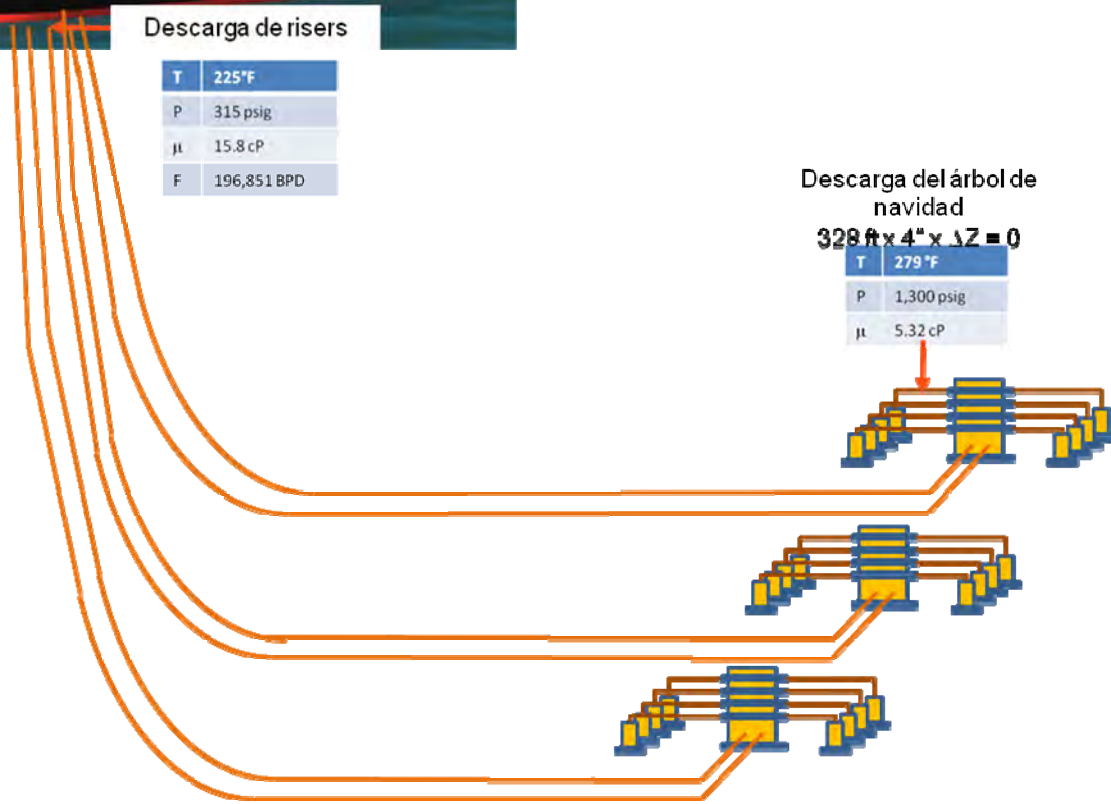 Descarga de risers
T 225°F
P 315 psig
μ 15.8 cP
F 196,851 BPD
Descarga del árbol de
navidad
328 ft x 4" x ΔZ = 0
T 279 °F
P 1,300 psig
μ 5.32 cP